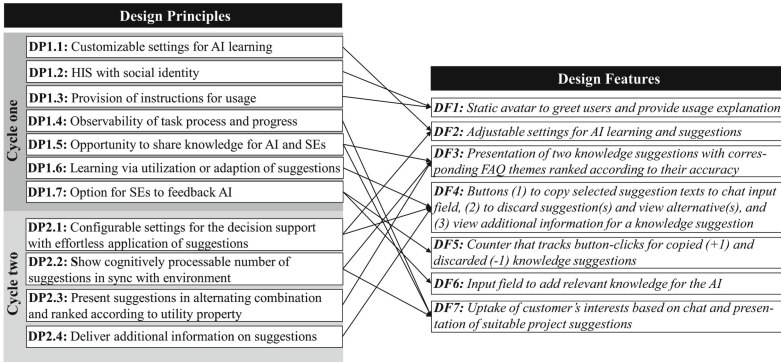 Design Principles
Cycle one
DP1.1: Customizable settings for AI learning
DP1.2: HIS with social identity
DP1.3: Provision of instructions for usage
DP1.4: Observability of task process and progress
DP1.5: Opportunity to share knowledge for AI and SEs
DP1.6: Learning via utilization or adaption of suggestions
DP1.7: Option for SEs to feedback AI
Cycle two
DP2.1: Configurable settings for the decision support
with effortless application of suggestions
DP2.2: Show cognitively processable number of
suggestions in sync with environment
DP2.3: Present suggestions in alternating combination
and ranked according to utility property
DP2.4: Deliver additional information on suggestions
Design Features
DF1: Static avatar to greet users and provide usage explanation
DF2: Adjustable settings for AI learning and suggestions
DF3: Presentation of two knowledge suggestions with corres-
ponding FAQ themes ranked according to their accuracy
DF4: Buttons (1) to copy selected suggestion texts to chat input
field, (2) to discard suggestion(s) and view alternative(s), and
(3) view additional information for a knowledge suggestion
DF5: Counter that tracks button-clicks for copied (+1) and
discarded (-1) knowledge suggestions
DF6: Input field to add relevant knowledge for the AI
DF7: Uptake of customer's interests based on chat and presen-
tation of suitable project suggestions